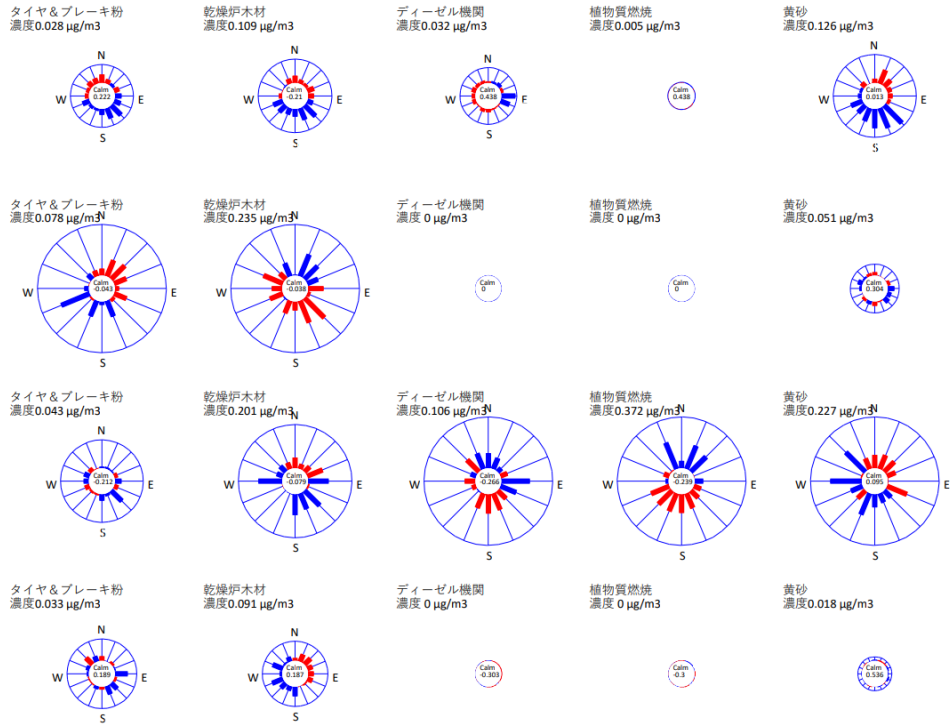 タイヤ＆ブレーキ粉
濃度0.028 µg/m3
N
W
Calm
0.222
E
S
乾燥炉木材
濃度0.109 µg/m3
N
W
Calm
-0.21
E
S
ディーゼル機関
濃度0.032 µg/m3
N
W
Calm
0.438
E
S
植物質燃焼
濃度0.005 µg/m3
Calm
0.438
黄砂
濃度0.126 µg/m3
N
W
Calm
0.013
E
S
タイヤ＆ブレーキ粉
濃度0.078 µg/m3
N
W
Calm
-0.043
E
S
乾燥炉木材
濃度0.235 µg/m3
N
W
Calm
-0.038
E
S
ディーゼル機関
濃度 0 µg/m3
Calm
0
植物質燃焼
濃度 0 µg/m3
Calm
0
黄砂
濃度0.051 µg/m3
N
W
Calm
0.304
E
S
タイヤ＆ブレーキ粉
濃度0.043 µg/m3
N
W
Calm
-0.212
E
S
乾燥炉木材
濃度0.201 µg/m3
N
W
Calm
-0.079
E
S
ディーゼル機関
濃度0.106 µg/m3
N
W
Calm
-0.266
E
S
植物質燃焼
濃度0.372 µg/m3
N
W
Calm
-0.239
E
S
黄砂
濃度0.227 µg/m3
N
W
Calm
0.095
E
S
タイヤ＆ブレーキ粉
濃度0.033 µg/m3
N
W
Calm
0.189
E
S
乾燥炉木材
濃度0.091 µg/m3
N
W
Calm
0.187
E
S
ディーゼル機関
濃度 0 µg/m3
Calm
-0.303
植物質燃焼
濃度 0 µg/m3
Calm
-0.3
黄砂
濃度0.018 µg/m3
Calm
0.536